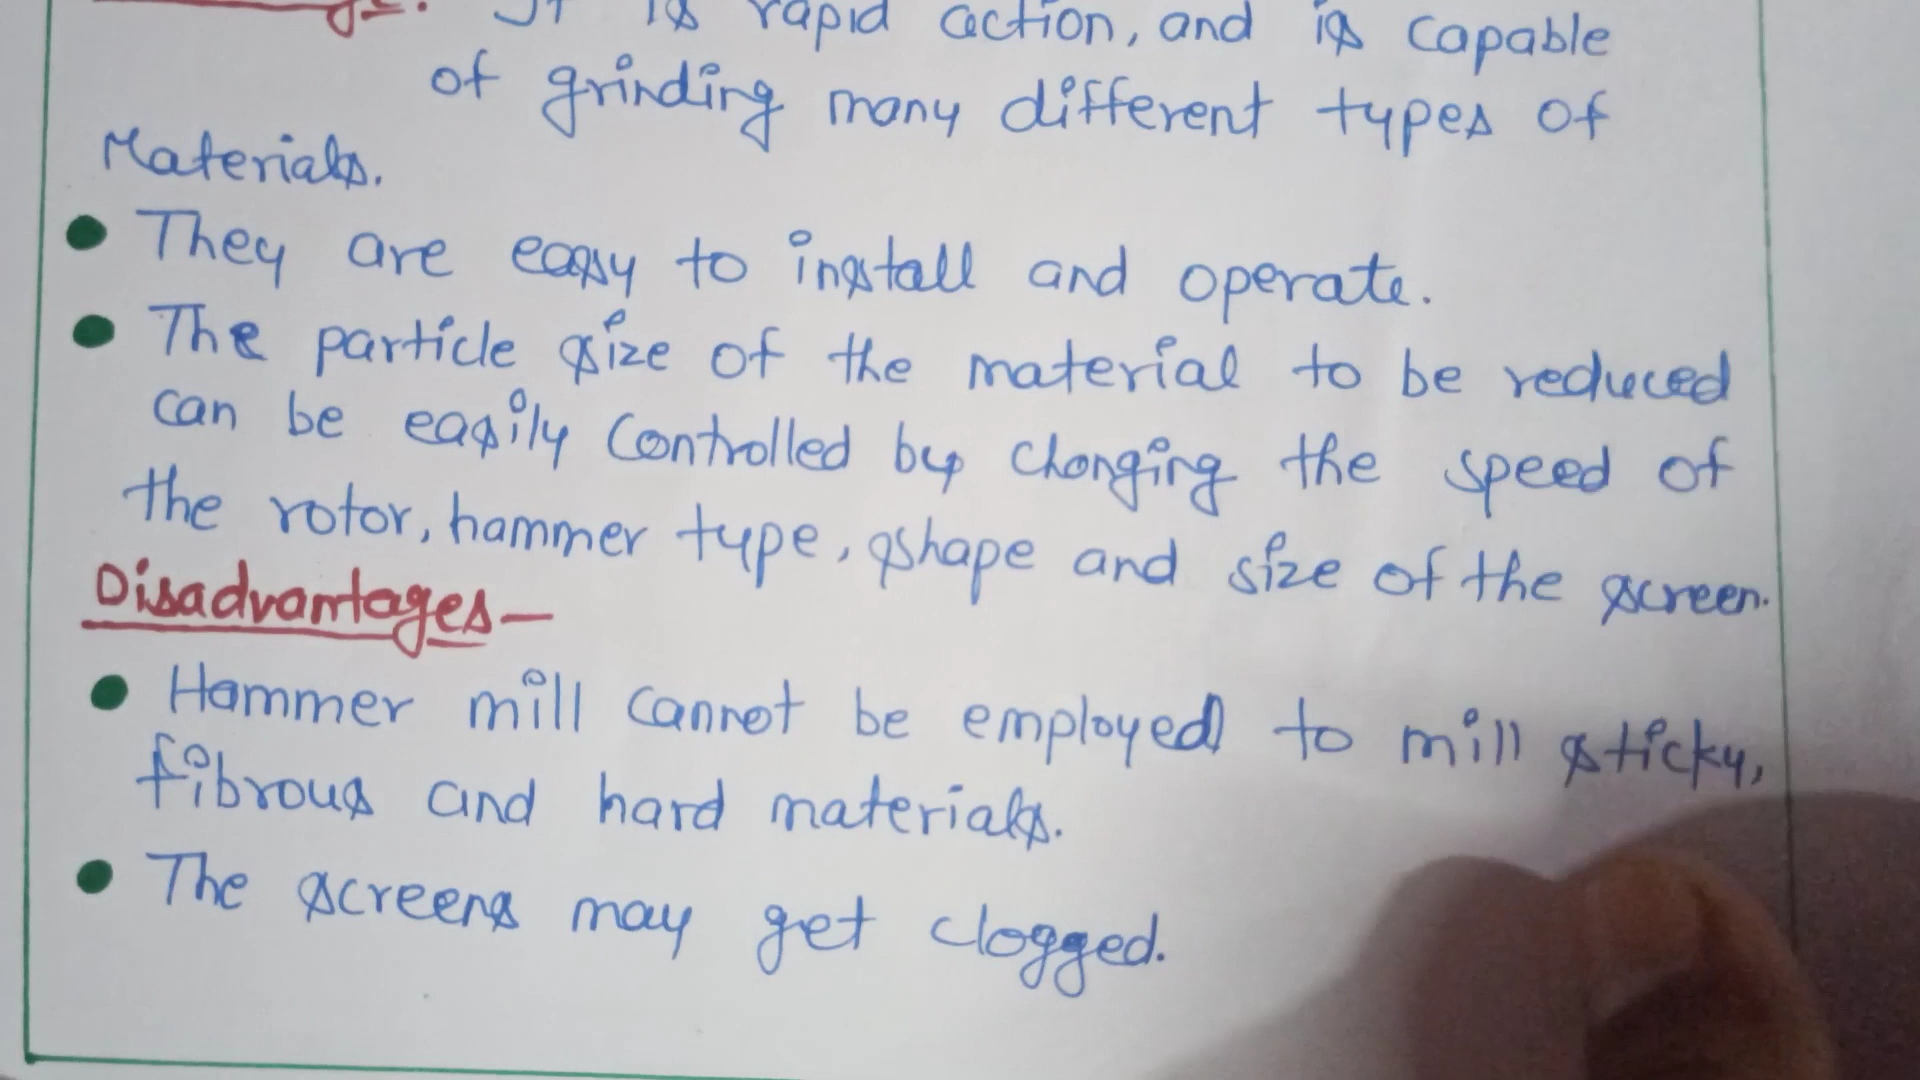 It is rapid action, and is capable
of grinding many different types of
Materials.
● They are easy to install and operate.
● The particle size of the material to be reduced
can be easily Controlled by changing the speed of
the rotor, hammer type, shape and size of the screen.
Disadvantages-
● Hammer mill cannot be employed to mill sticky,
fibrous and hard materials.
● The screens may get clogged.